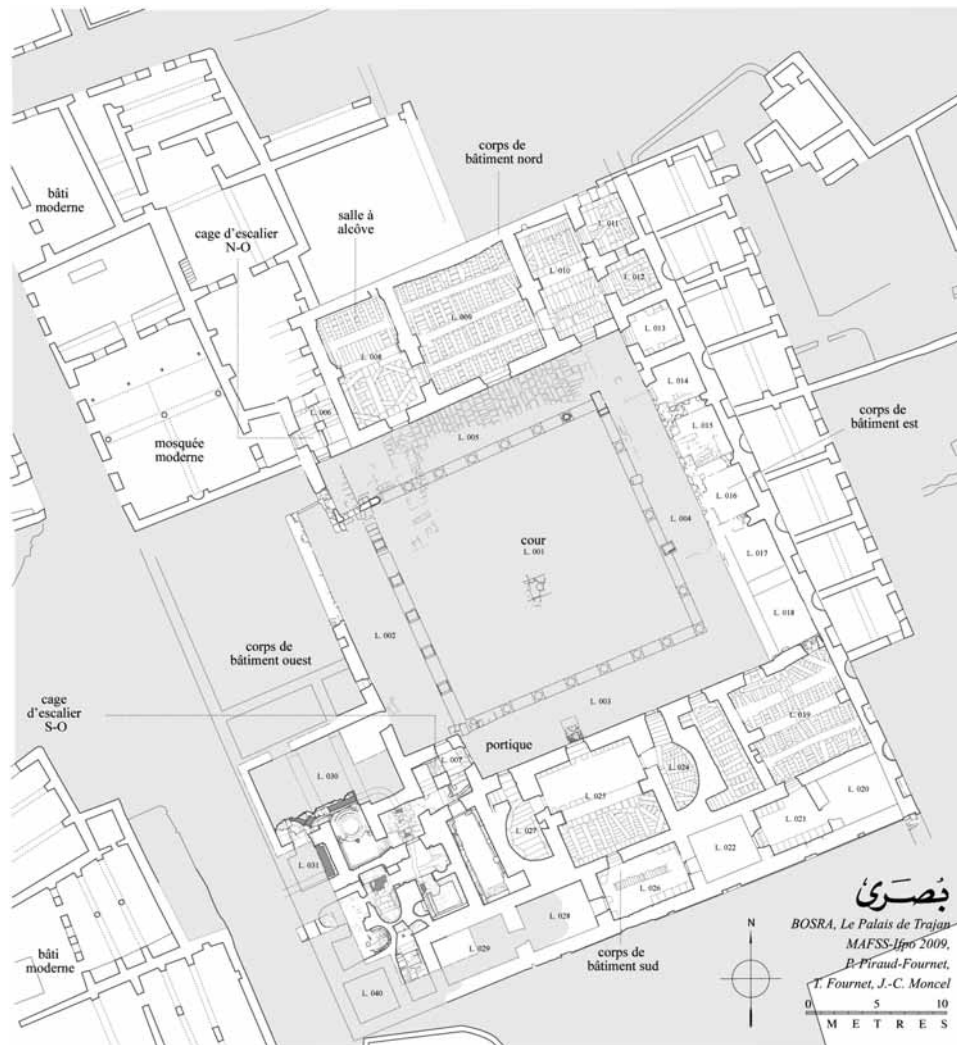 corps de
bâtiment nord
bâti
moderne
cage d'escalier
N-O
salle à
alcôve
L. 011
L. 010
L. 012
L. 009
L. 013
L. 008
L. 014
L. 006
L. 015
corps de
bâtiment est
mosquée
moderne
L. 005
L. 016
L. 004
cour
L. 001
L. 017
L. 018
L. 002
corps de
bâtiment ouest
cage
d'escalier
S-O
L. 003
L. 019
portique
L. 007
L. 030
L. 024
L. 025
L. 020
L. 027
L. 021
L. 022
L. 031
L. 026
L. 028
L. 029
corps de
bâtiment sud
bâti
moderne
L. 040
بُصرَى
N
BOSRA, Le Palais de Trajan
MAFSS-Ifpo 2009,
P. Piraud-Fournet,
T. Fournet, J.-C. Moncel
0 5 10
M E T R E S